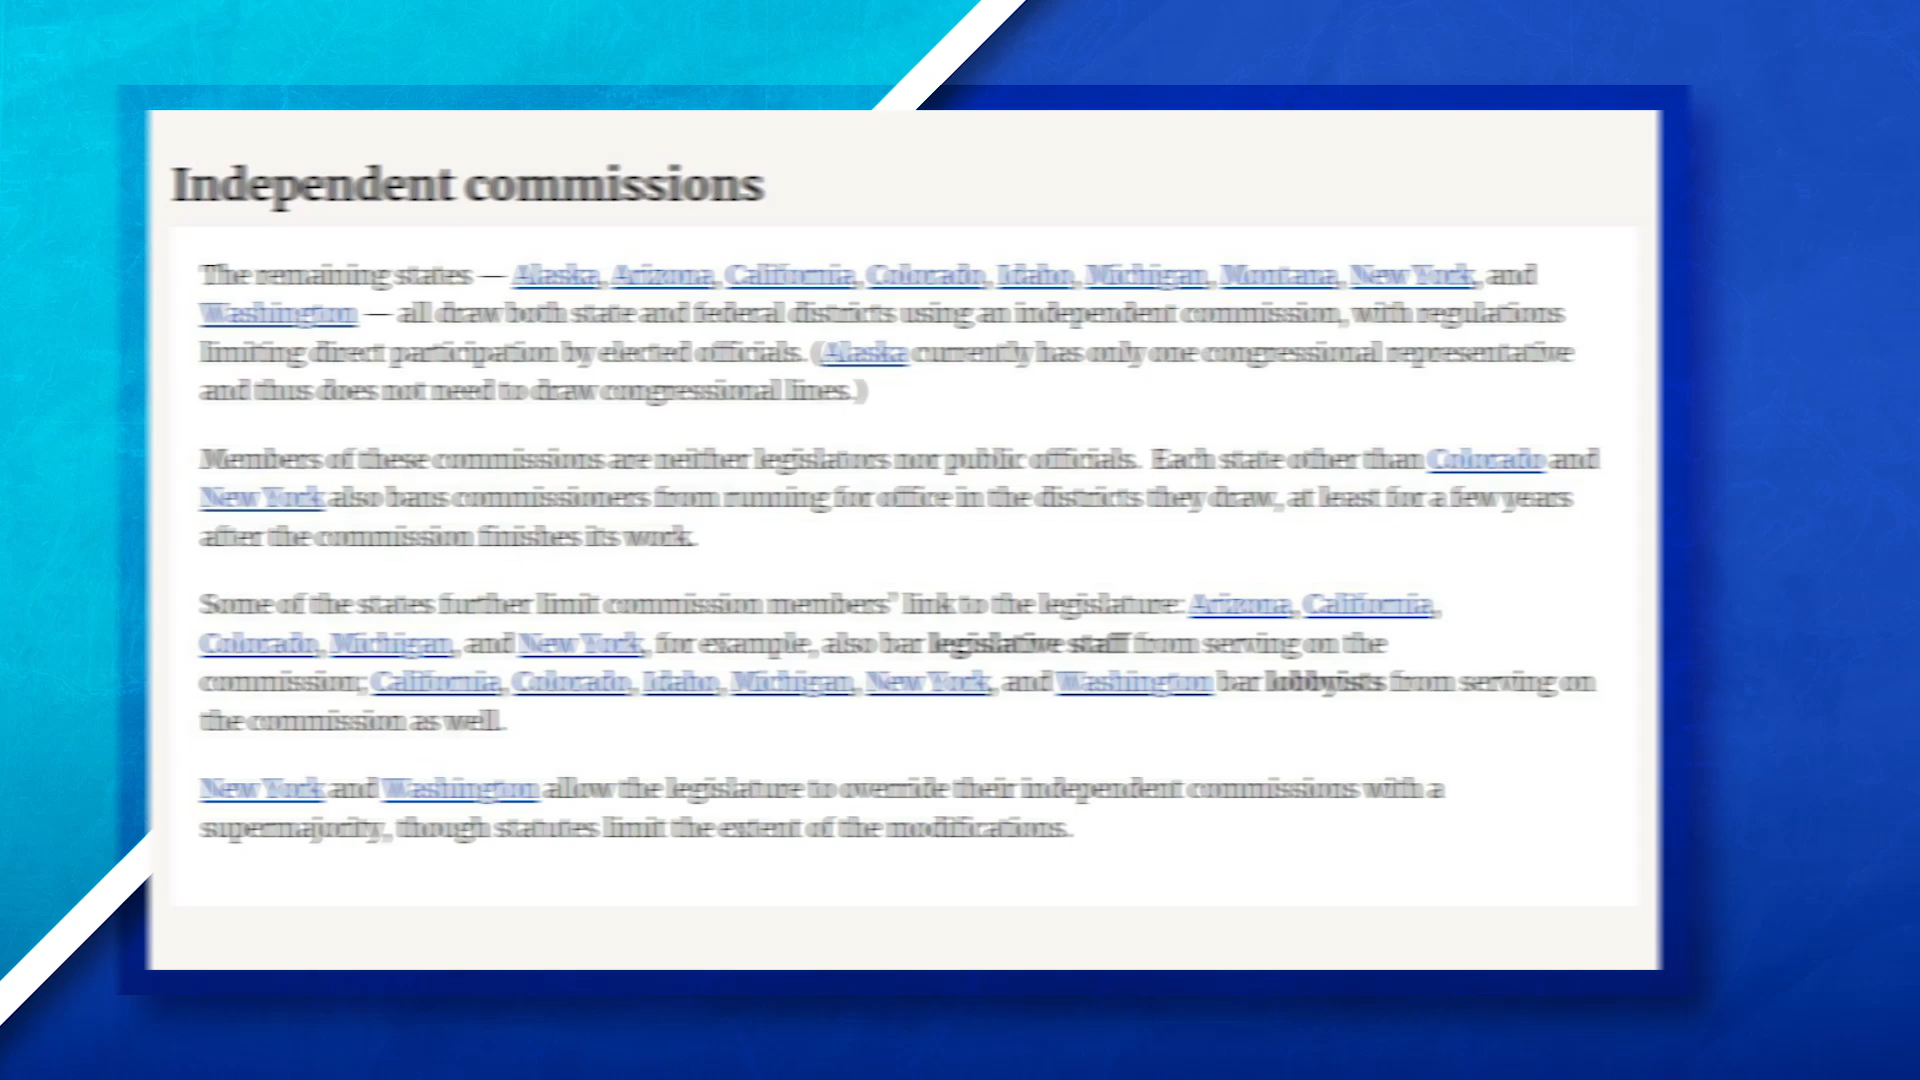 Independent commissions
The remaining states — Alaska, Arizona, California, Colorado, Idaho, Michigan, Montana, New York, and
Washington — all draw both state and federal districts using an independent commission, with regulations
limiting direct participation by elected officials. (Alaska currently has only one congressional representative
and thus does not need to draw congressional lines.)
Members of these commissions are neither legislators nor public officials. Each state other than Colorado and
New York also bans commissioners from running for office in the districts they draw, at least for a few years
after the commission finishes its work.
Some of the states further limit commission members' link to the legislature: Arizona, California,
Colorado, Michigan, and New York, for example, also bar legislative staff from serving on the
commission; California, Colorado, Idaho, Michigan, New York, and Washington bar lobbyists from serving on
the commission as well.
New York and Washington allow the legislature to override their independent commissions with a
supermajority, though statutes limit the extent of the modifications.